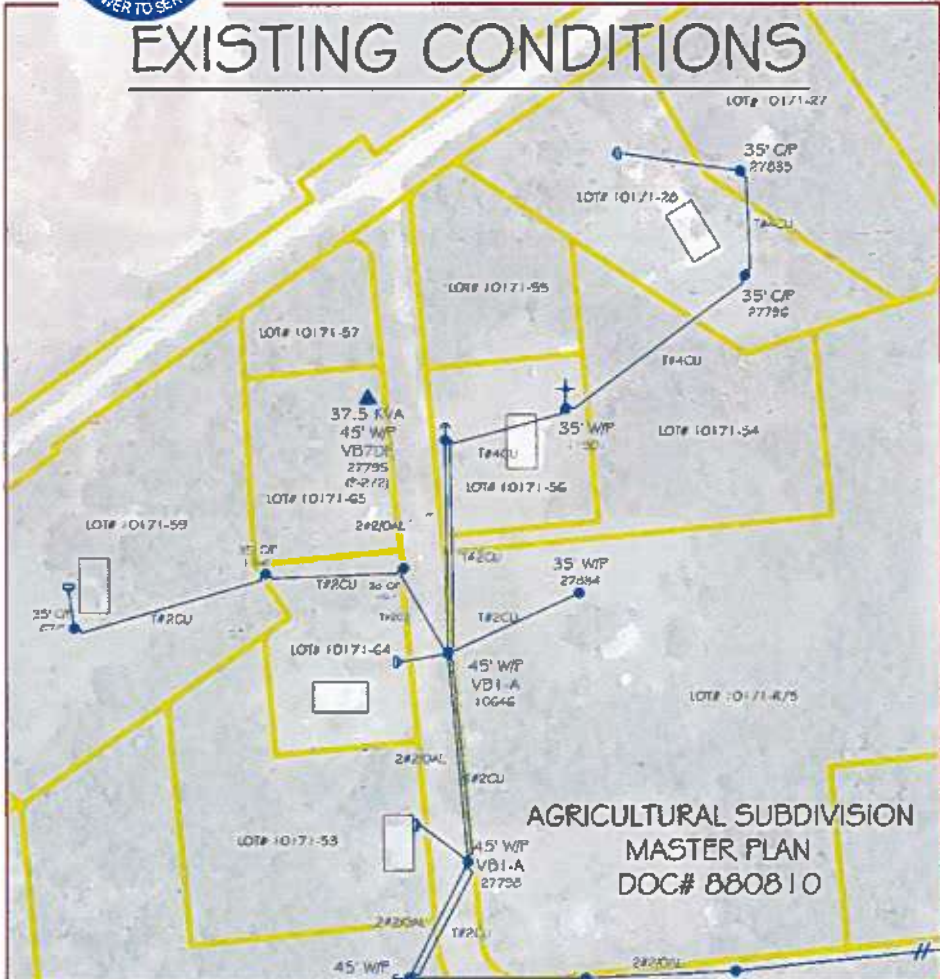 EXISTING CONDITIONS
LOT# 10171-27
35' C/P
27835
LOT# 10171-28
T#4CU
35' C/P
27796
LOT# 10171-55
LOT# 10171-57
T#4CU
37.5 KVA
45' W/P
27795
35' W/P
T#4CU
LOT# 10171-54
LOT# 10171-56
LOT# 10171-65
LOT# 10171-59
2#2/0AL
T#2CU
35' W/P
27884
T#2CU
T#2CU
T#2CU
LOT# 10171-64
45' W/P
VB1-A
10646
2#2/0AL
T#2CU
LOT# 10171-53
AGRICULTURAL SUBDIVISION
MASTER PLAN
DOC# 880810
45' W/P
VB1-A
27798
2#2/0AL
T#2CU
45' W/P
2#2/0AL